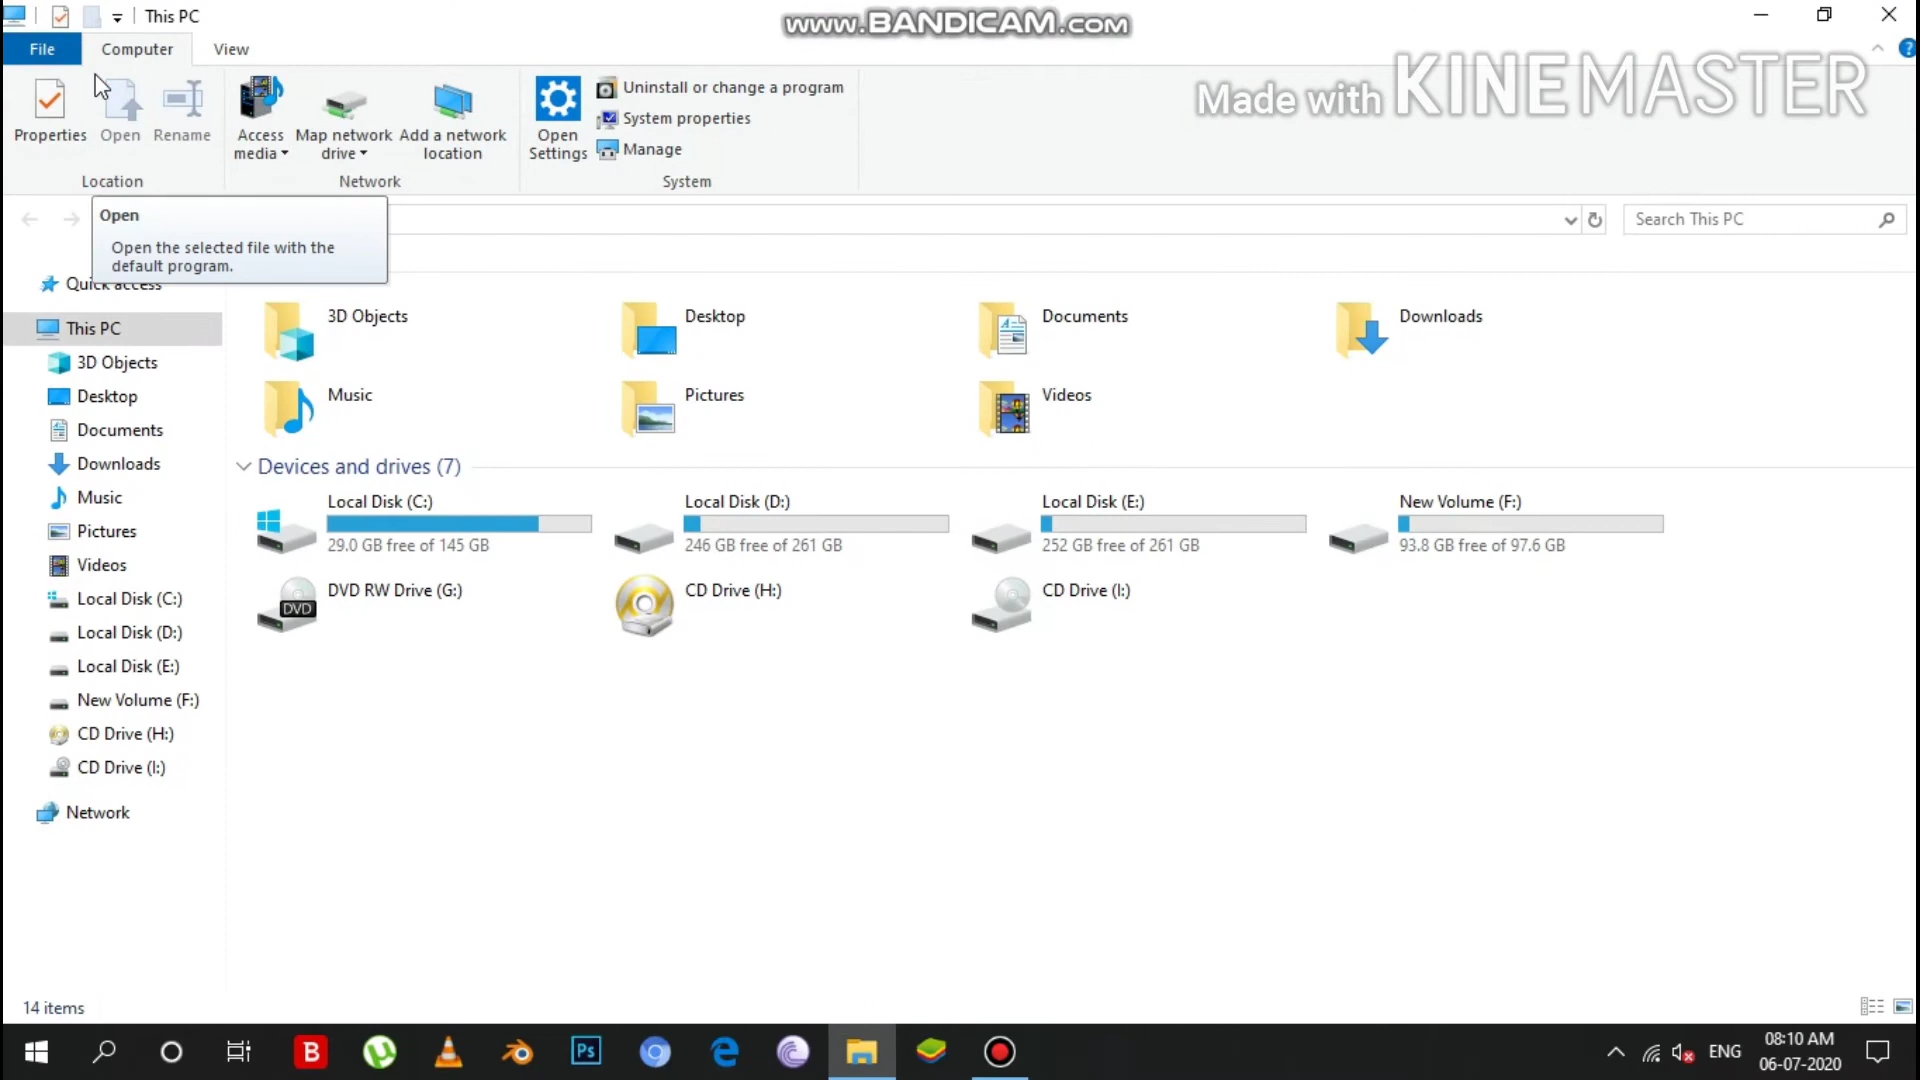 This PC
www.BANDICAM.com
File
Computer
View
Made with KINEMASTER
Properties
Open
Rename
Access
media
Map network
drive
Add a network
location
Open
Settings
Uninstall or change a program
System properties
Manage
Location
Network
System
Open
Open the selected file with the
default program.
Search This PC
Quick access
This PC
3D Objects
Desktop
Documents
Downloads
Music
Pictures
Videos
Local Disk (C:)
Local Disk (D:)
Local Disk (E:)
New Volume (F:)
CD Drive (H:)
CD Drive (I:)
Network
3D Objects
Desktop
Documents
Downloads
Music
Pictures
Videos
Devices and drives (7)
Local Disk (C:)
29.0 GB free of 145 GB
Local Disk (D:)
246 GB free of 261 GB
Local Disk (E:)
252 GB free of 261 GB
New Volume (F:)
93.8 GB free of 97.6 GB
DVD RW Drive (G:)
DVD
CD Drive (H:)
CD Drive (I:)
14 items
B
Ps
ENG
08:10 AM
06-07-2020